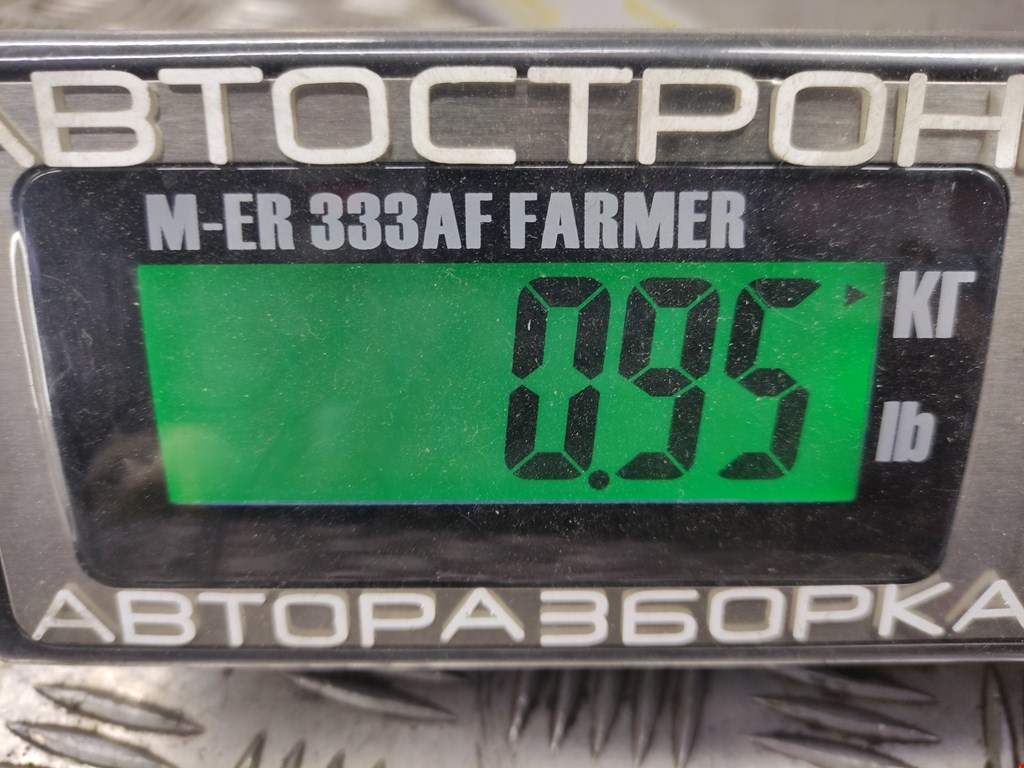 АВТОСТРОН
M-ER 333AF FARMER
0.95 КГ
lb
АВТОРАЗБОРКА